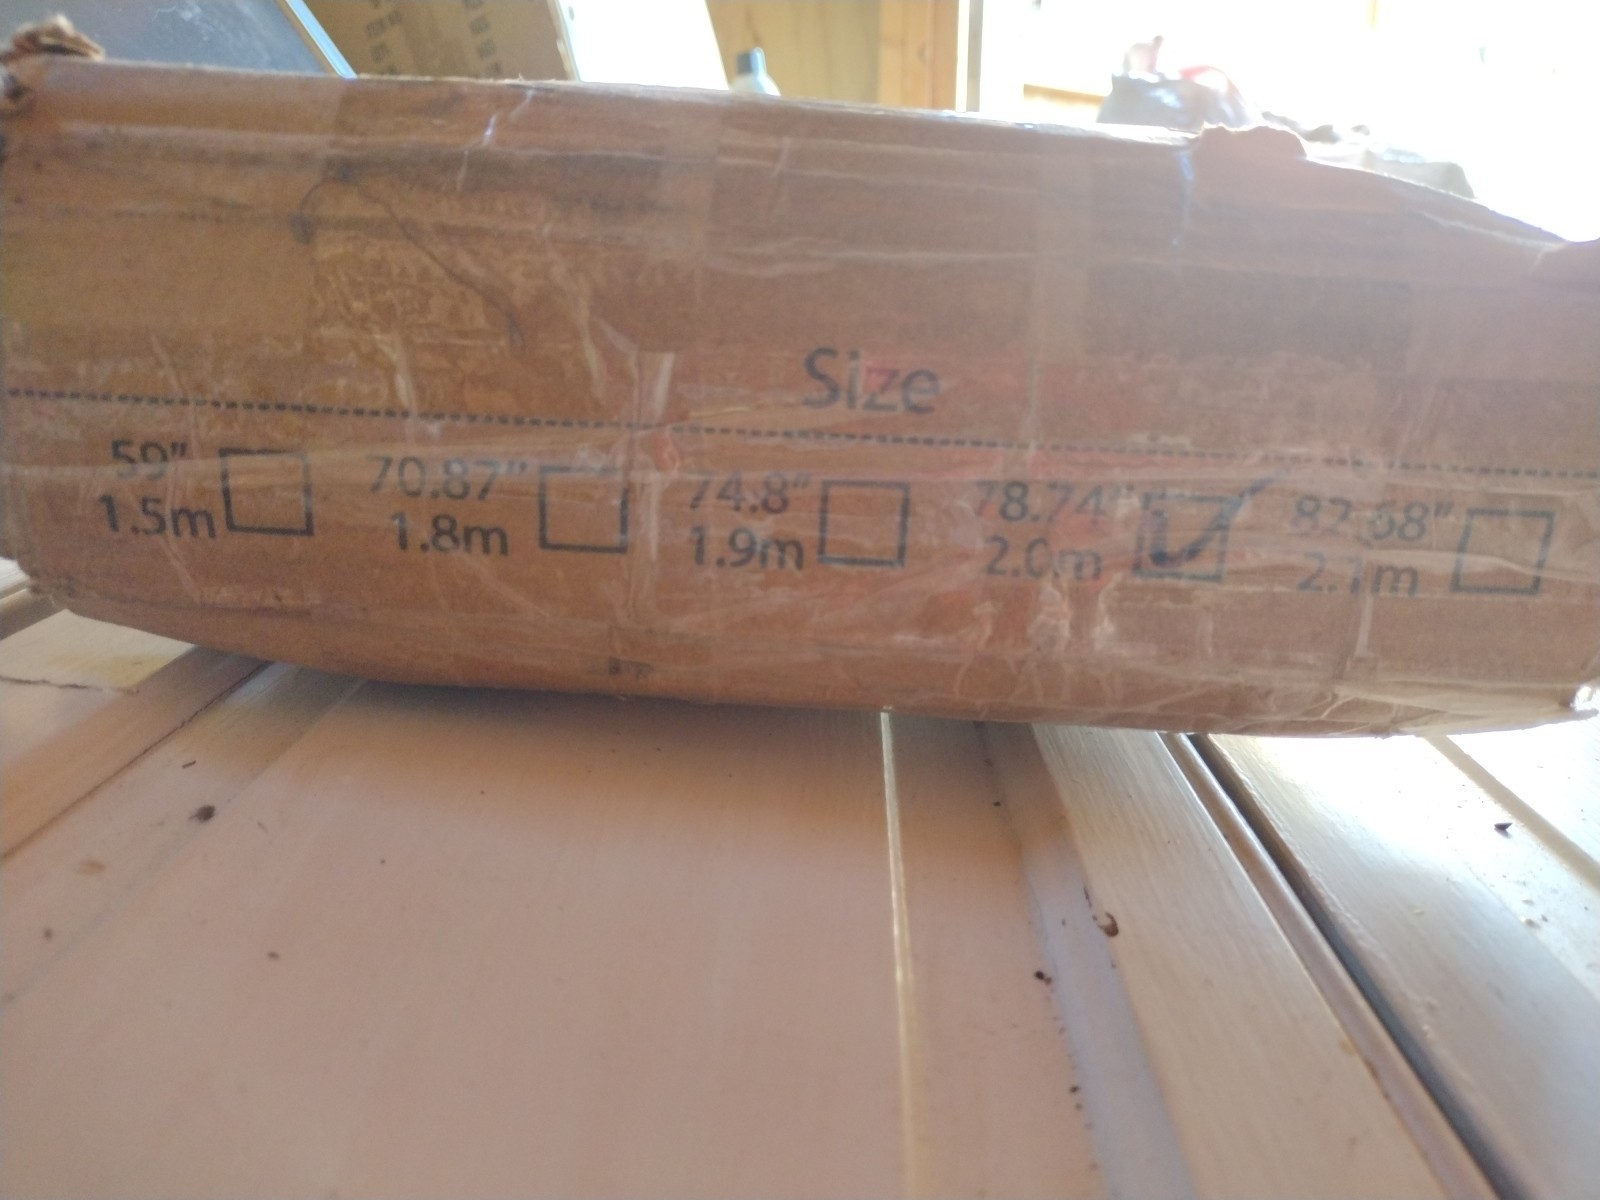 Size
59" 70.87" 74.8" 78.74" 82.68"
1.5m 1.8m 1.9m 2.0m 2.1m